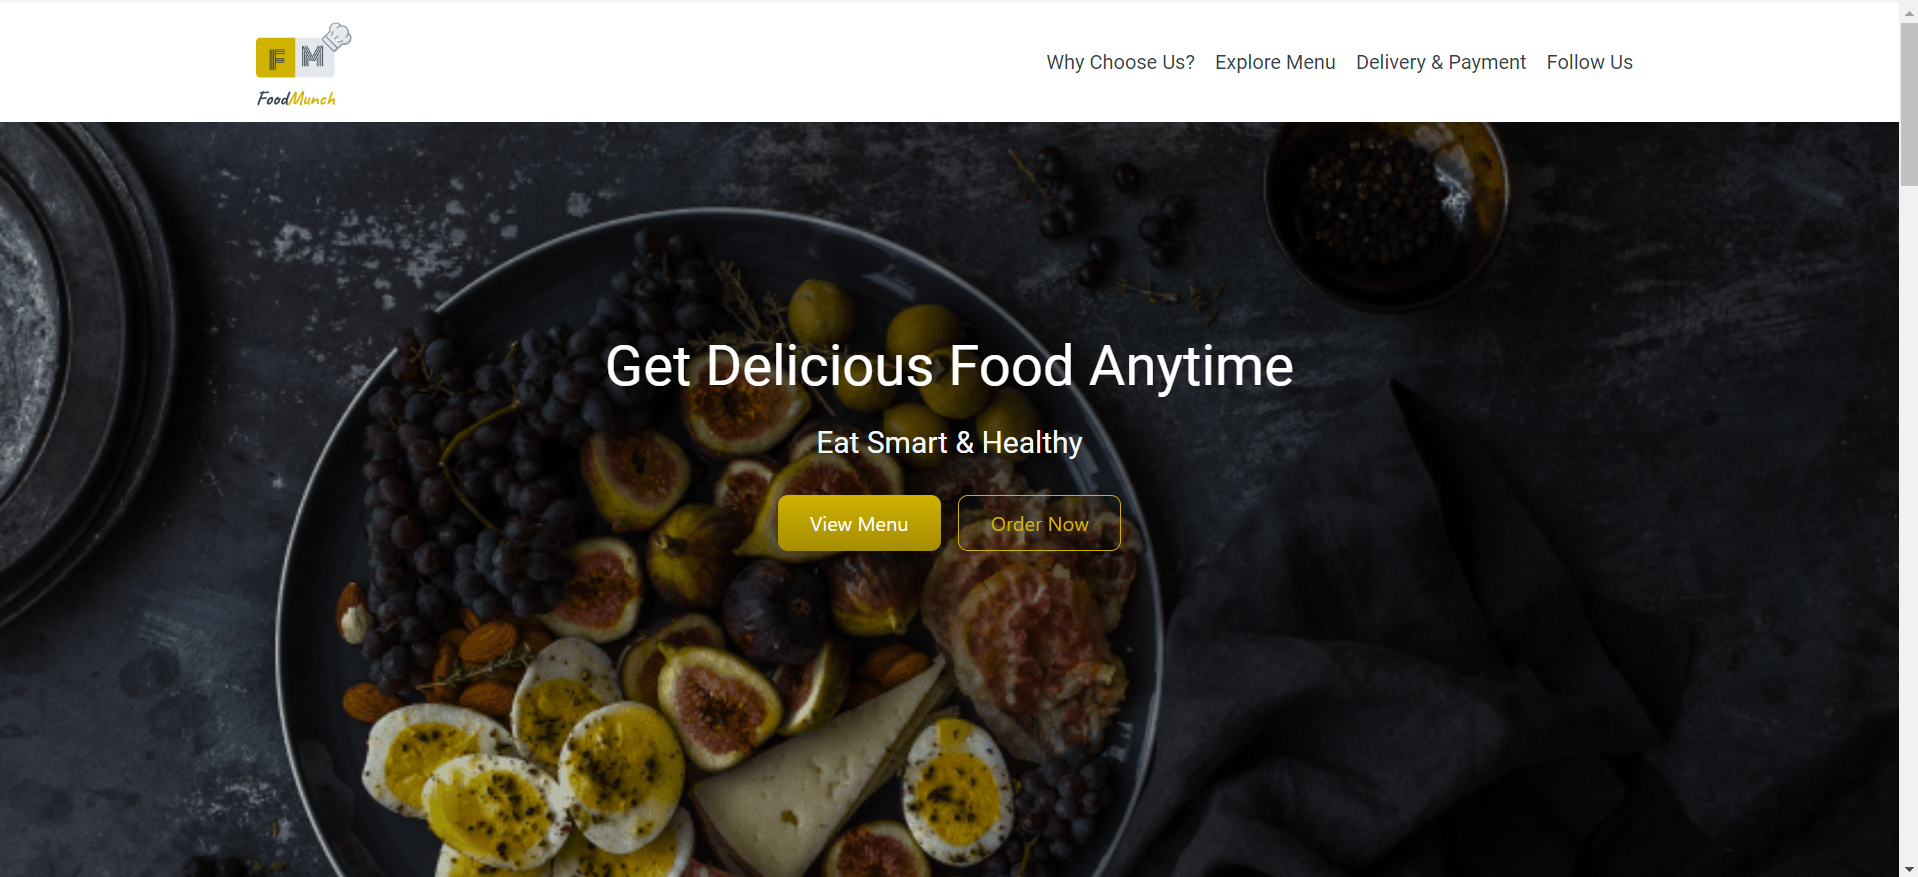 FM
FoodMunch
Why Choose Us? Explore Menu Delivery & Payment Follow Us
Get Delicious Food Anytime
Eat Smart & Healthy
View Menu Order Now